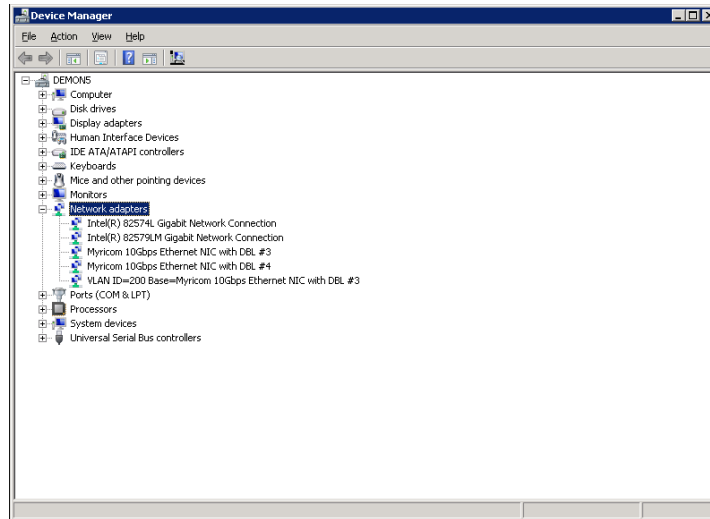 Device Manager
File Action View Help
DEMON5
Computer
Disk drives
Display adapters
Human Interface Devices
IDE ATA/ATAPI controllers
Keyboards
Mice and other pointing devices
Monitors
Network adapters
Intel(R) 82574L Gigabit Network Connection
Intel(R) 82579LM Gigabit Network Connection
Myricom 10Gbps Ethernet NIC with DBL #3
Myricom 10Gbps Ethernet NIC with DBL #4
VLAN ID=200 Base=Myricom 10Gbps Ethernet NIC with DBL #3
Ports (COM & LPT)
Processors
System devices
Universal Serial Bus controllers